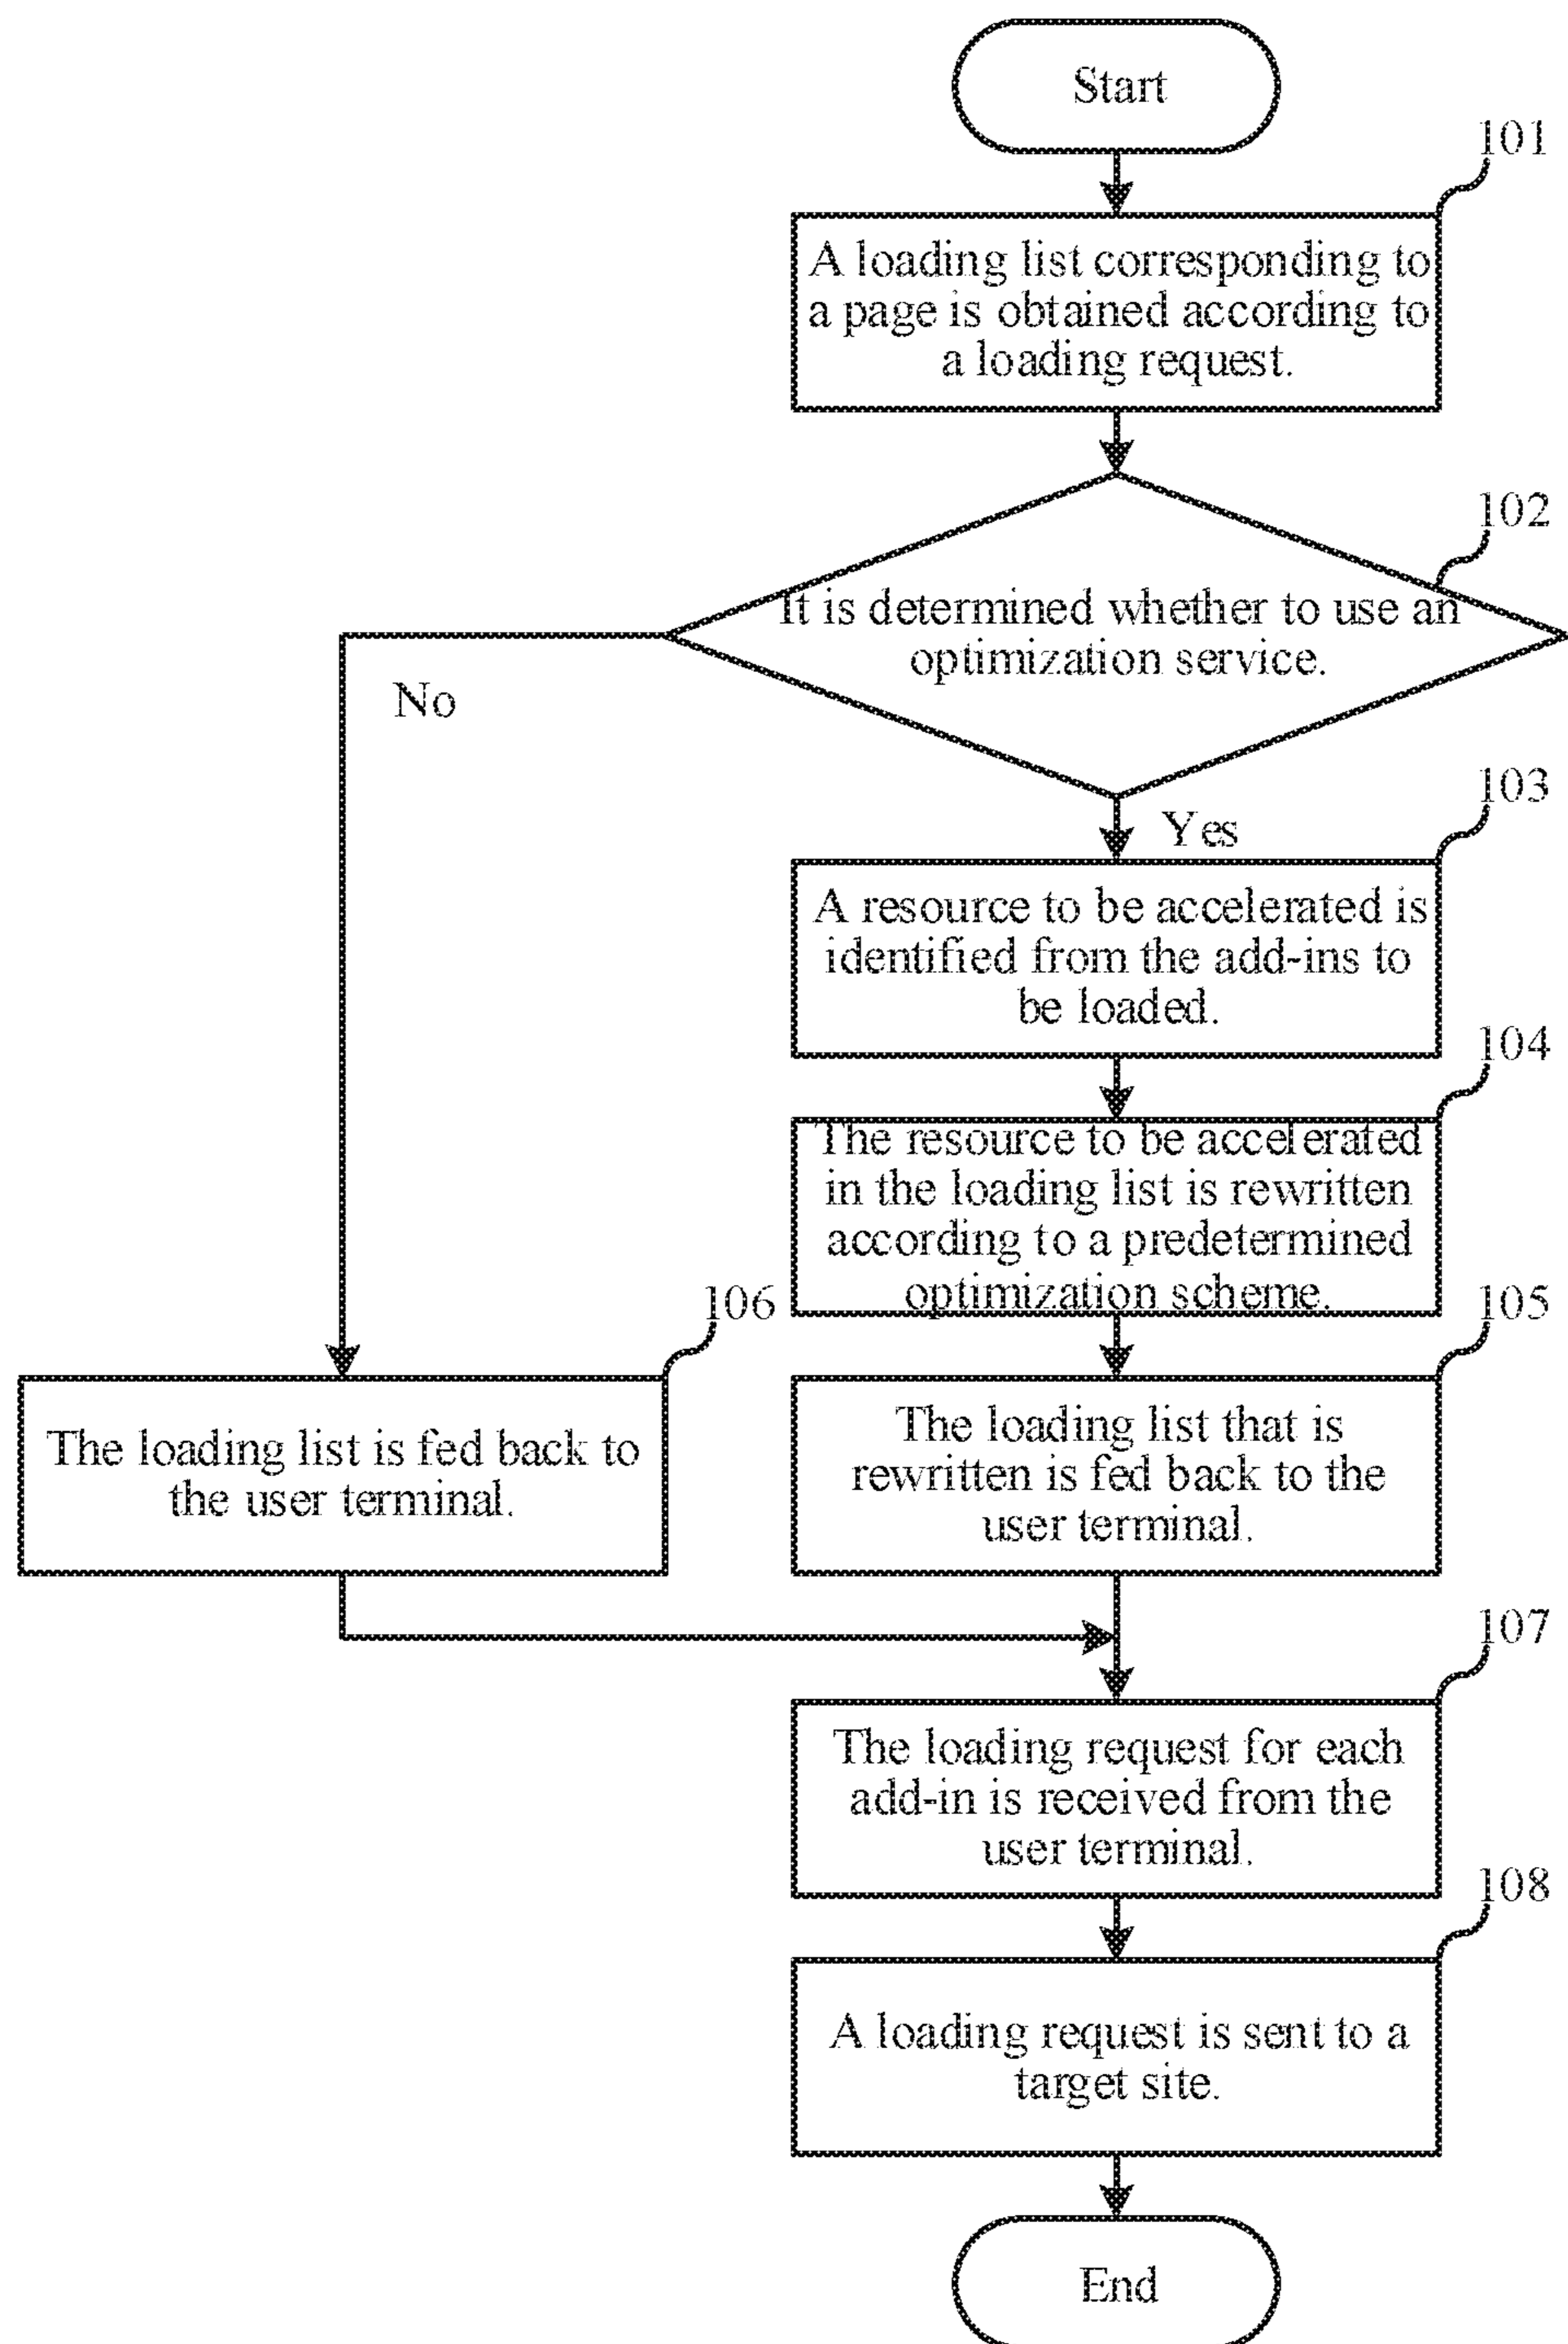 Start
101
A loading list corresponding to
a page is obtained according to
a loading request.
102
It is determined whether to use an
optimization service.
No
Yes
103
A resource to be accelerated is
identified from the add-ins to
be loaded.
104
The resource to be accelerated
in the loading list is rewritten
according to a predetermined
optimization scheme.
106
The loading list is fed back to
the user terminal.
105
The loading list that is
rewritten is fed back to the
user terminal.
107
The loading request for each
add-in is received from the
user terminal.
108
A loading request is sent to a
target site.
End